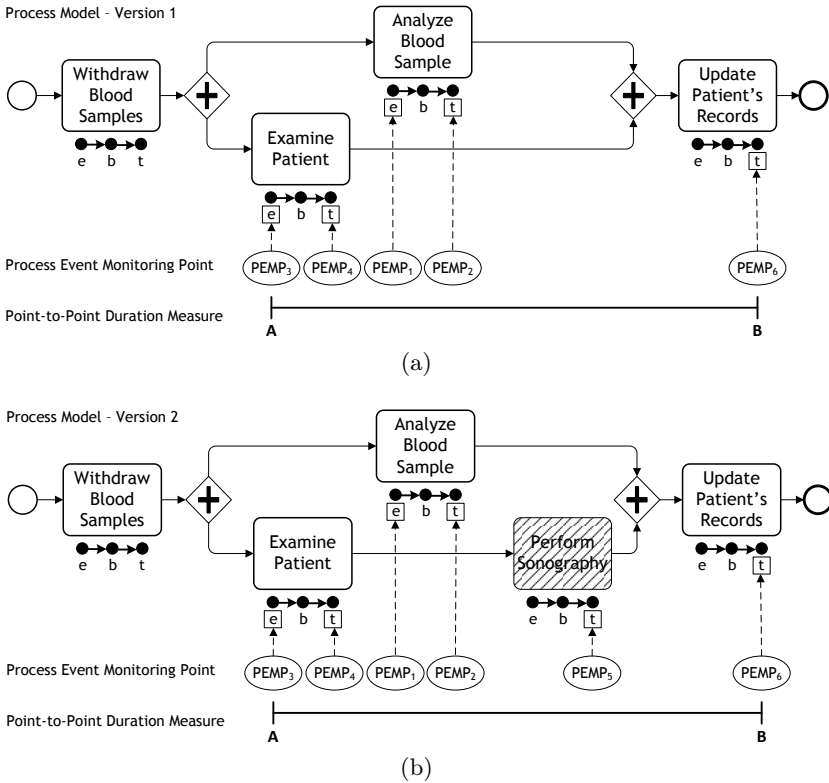 Process Model – Version 1
Withdraw
Blood
Samples
e b t
Analyze
Blood
Sample
e b t
Examine
Patient
e b t
Update
Patient's
Records
e b t
Process Event Monitoring Point
PEMP3 PEMP4 PEMP1 PEMP2 PEMP6
Point-to-Point Duration Measure
A B
(a)
Process Model – Version 2
Withdraw
Blood
Samples
e b t
Analyze
Blood
Sample
e b t
Examine
Patient
e b t
Perform
Sonography
e b t
Update
Patient's
Records
e b t
Process Event Monitoring Point
PEMP3 PEMP4 PEMP1 PEMP2 PEMP5 PEMP6
Point-to-Point Duration Measure
A B
(b)